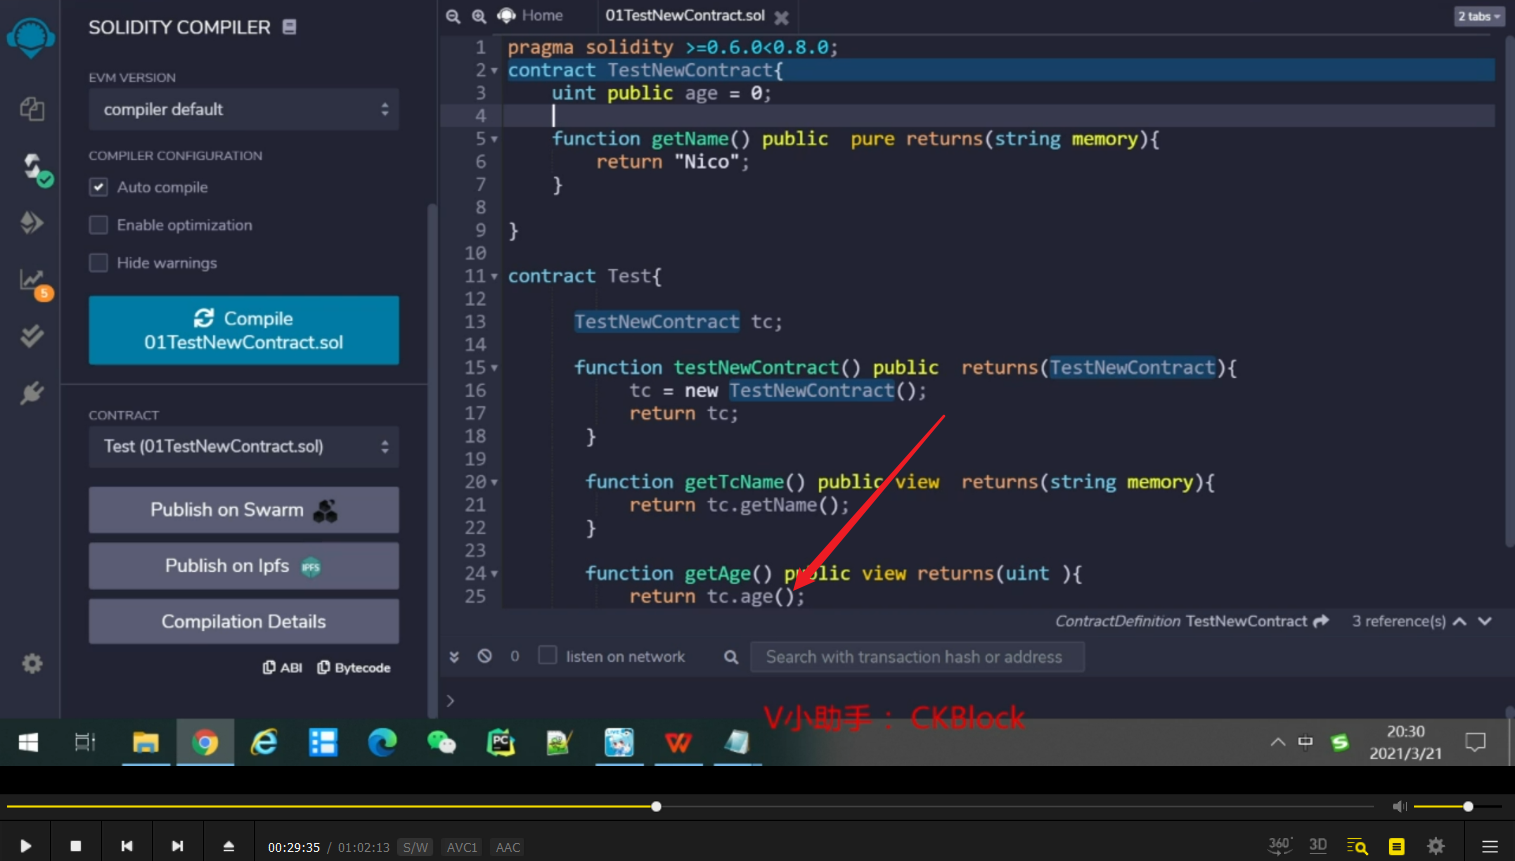 SOLIDITY COMPILER
EVM VERSION
compiler default
COMPILER CONFIGURATION
Auto compile
Enable optimization
Hide warnings
Compile
01TestNewContract.sol
CONTRACT
Test (01TestNewContract.sol)
Publish on Swarm
Publish on Ipfs IPFS
Compilation Details
ABI Bytecode
5
Home 01TestNewContract.sol 2 tabs
1 pragma solidity >=0.6.0<0.8.0;
2 contract TestNewContract{
3 uint public age = 0;
4
5 function getName() public pure returns(string memory){
6 return "Nico";
7 }
8
9 }
10
11 contract Test{
12
13 TestNewContract tc;
14
15 function testNewContract() public returns(TestNewContract){
16 tc = new TestNewContract();
17 return tc;
18 }
19
20 function getTcName() public view returns(string memory){
21 return tc.getName();
22 }
23
24 function getAge() public view returns(uint ){
25 return tc.age();
ContractDefinition TestNewContract 3 reference(s)
0 listen on network Search with transaction hash or address
>
V小助手： CKBlock
中 20:30
2021/3/21
00:29:35 / 01:02:13 S/W AVC1 AAC 360° 3D